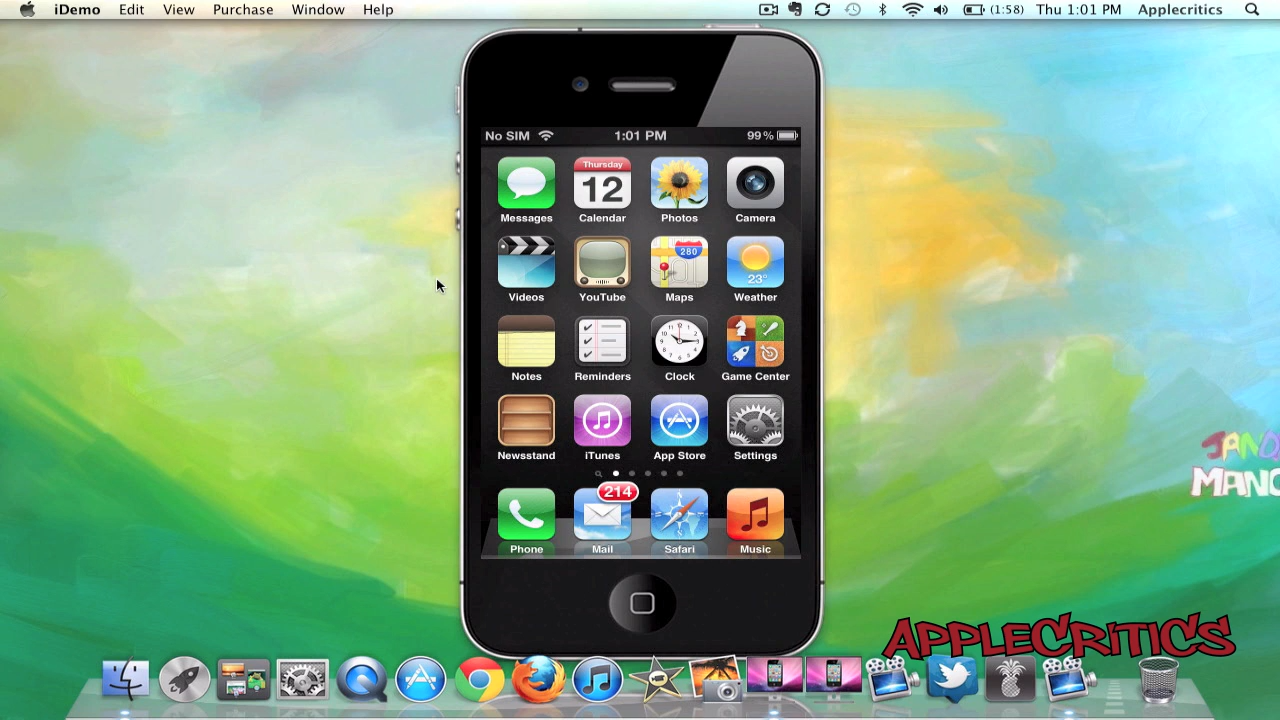 iDemo Edit View Purchase Window Help (1:58) Thu 1:01 PM Applecritics
No SIM 1:01 PM 99%
Thursday
12
280
23°
Messages Calendar Photos Camera
Videos YouTube Maps Weather
Notes Reminders Clock Game Center
Newsstand iTunes App Store Settings
214
Phone Mail Safari Music
MANG
APPLECRITICS